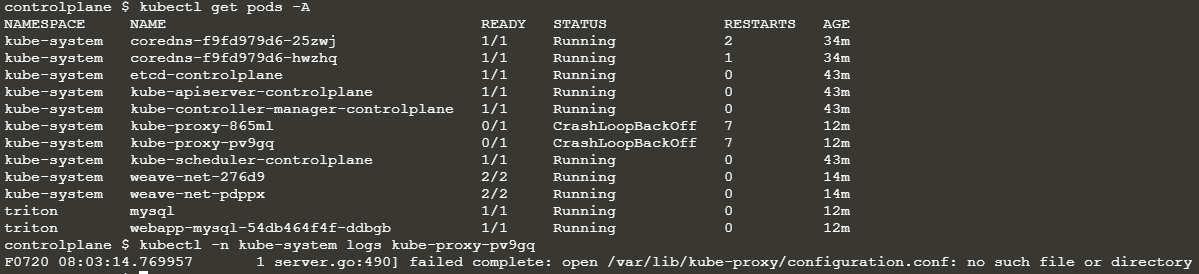 controlplane $ kubectl get pods -A
NAMESPACE NAME READY STATUS RESTARTS AGE
kube-system coredns-f9fd979d6-25zwj 1/1 Running 2 34m
kube-system coredns-f9fd979d6-hwzhq 1/1 Running 1 34m
kube-system etcd-controlplane 1/1 Running 0 43m
kube-system kube-apiserver-controlplane 1/1 Running 0 43m
kube-system kube-controller-manager-controlplane 1/1 Running 0 43m
kube-system kube-proxy-865ml 0/1 CrashLoopBackOff 7 12m
kube-system kube-proxy-pv9gq 0/1 CrashLoopBackOff 7 12m
kube-system kube-scheduler-controlplane 1/1 Running 0 43m
kube-system weave-net-276d9 2/2 Running 0 14m
kube-system weave-net-pdppx 2/2 Running 0 14m
triton mysql 1/1 Running 0 12m
triton webapp-mysql-54db464f4f-ddbgb 1/1 Running 0 12m
controlplane $ kubectl -n kube-system logs kube-proxy-pv9gq
F0720 08:03:14.769957 1 server.go:490] failed complete: open /var/lib/kube-proxy/configuration.conf: no such file or directory